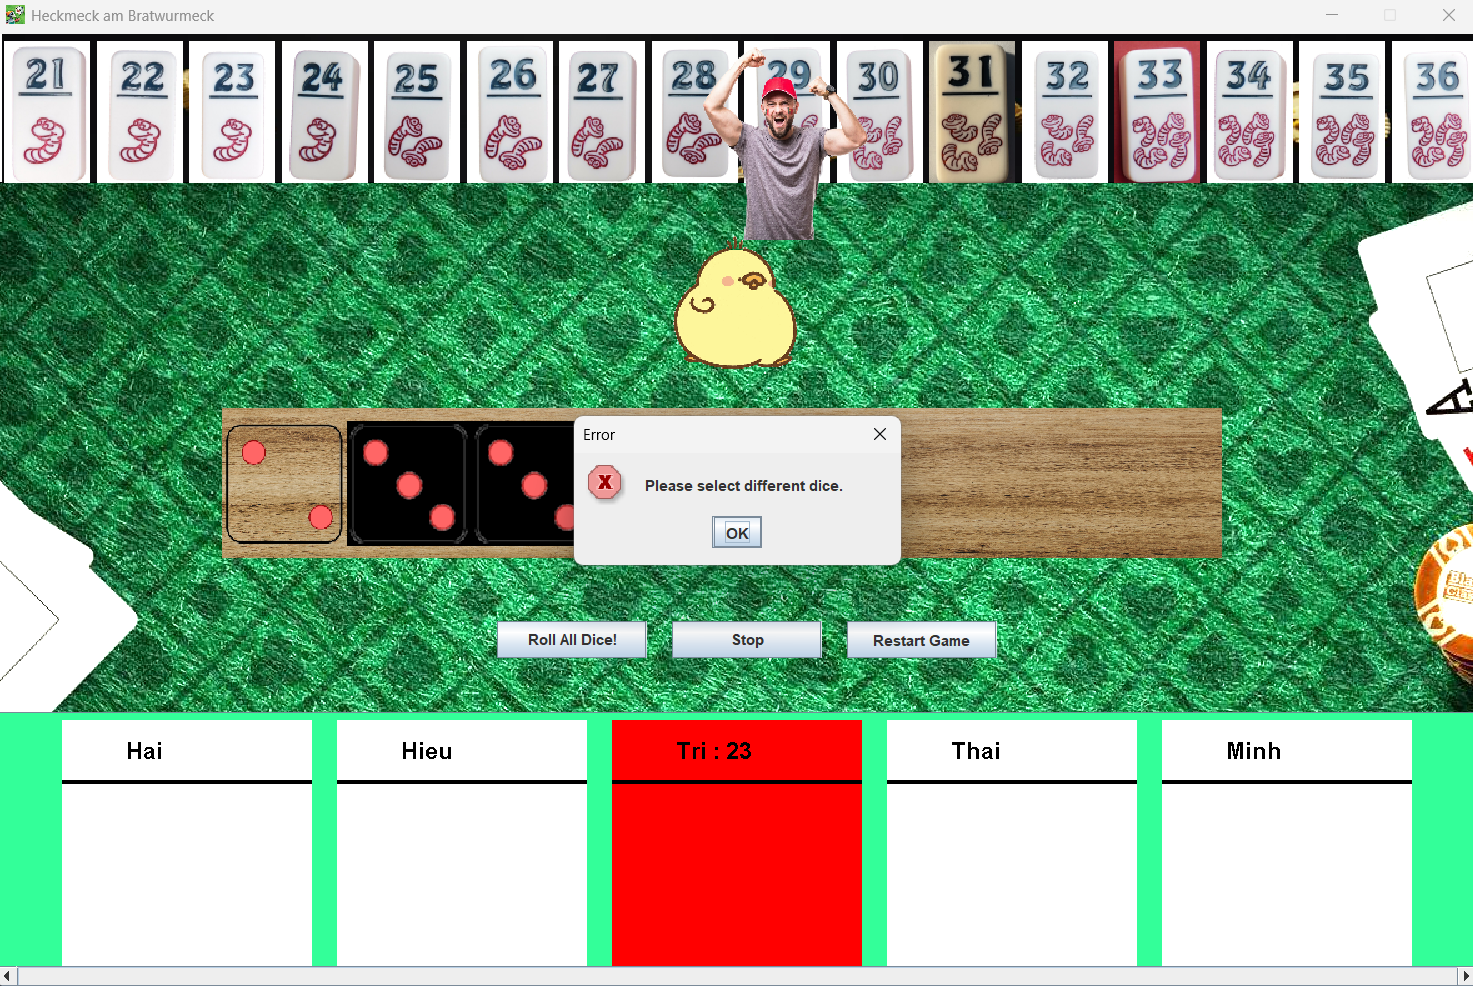 Heckmeck am Bratwurmeck
21 22 23 24 25 26 27 28 29 30 31 32 33 34 35 36
A
Error
X Please select different dice.
OK
Roll All Dice! Stop Restart Game
Hai Hieu Tri : 23 Thai Minh